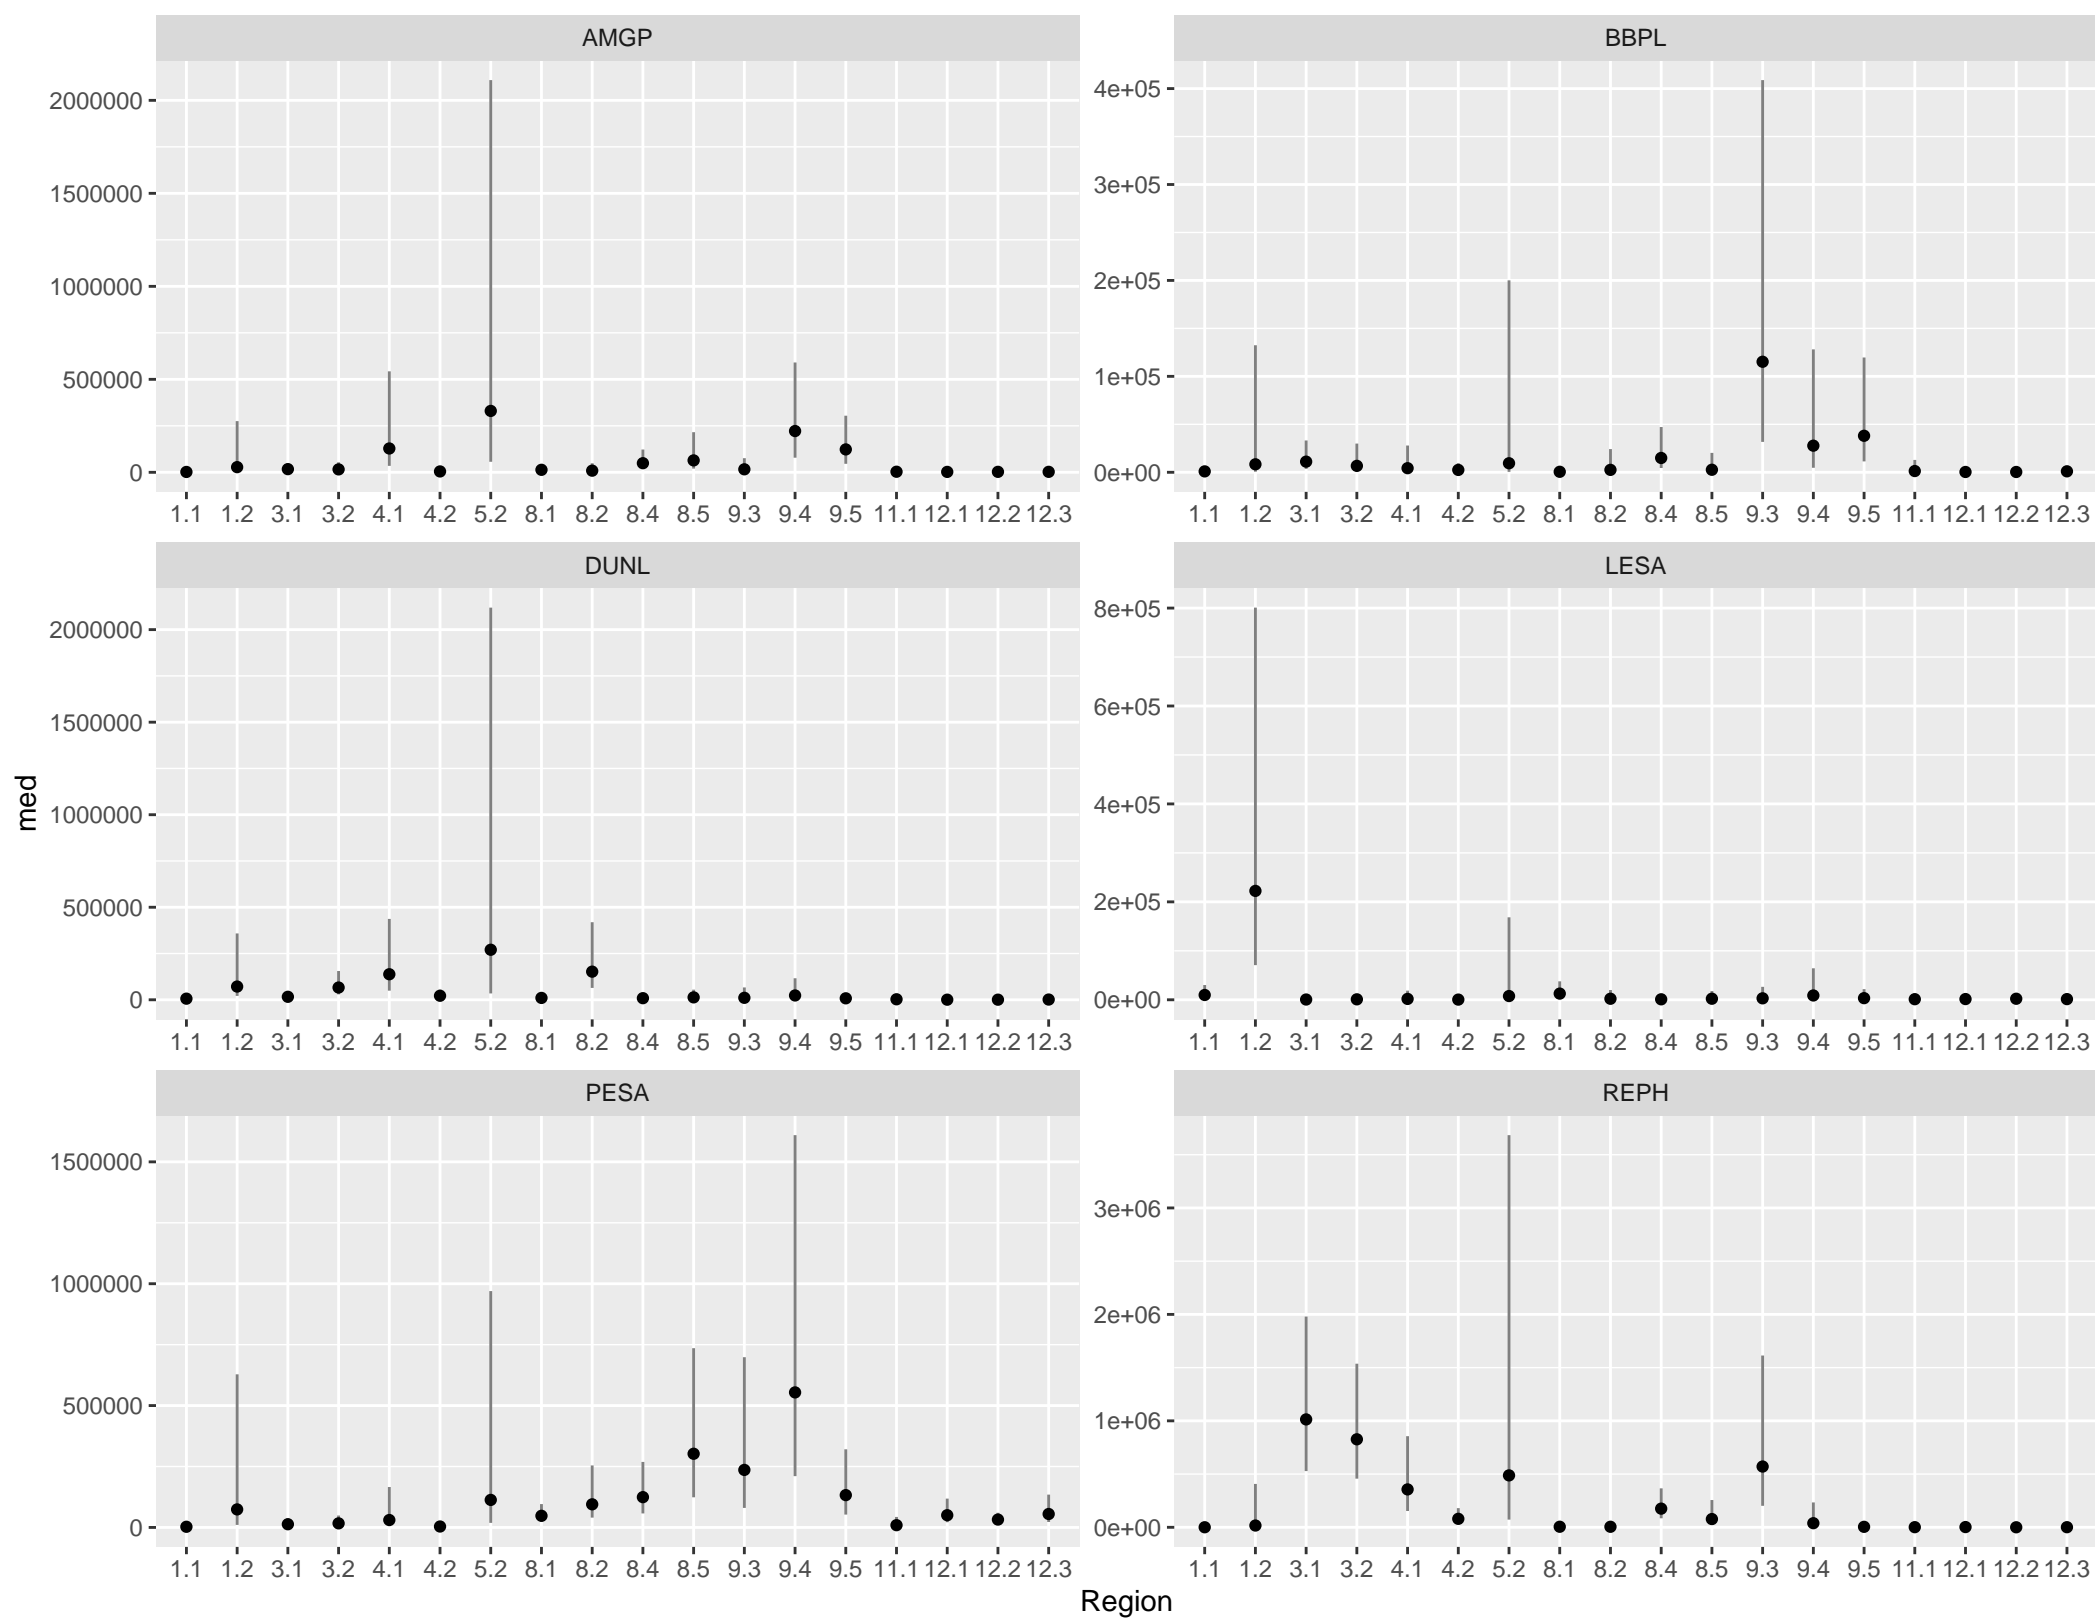 AMGP
BBPL
2000000
1500000
1000000
500000
0
4e+05
3e+05
2e+05
1e+05
0e+00
1.1 1.2 3.1 3.2 4.1 4.2 5.2 8.1 8.2 8.4 8.5 9.3 9.4 9.5 11.1 12.1 12.2 12.3
1.1 1.2 3.1 3.2 4.1 4.2 5.2 8.1 8.2 8.4 8.5 9.3 9.4 9.5 11.1 12.1 12.2 12.3
DUNL
LESA
2000000
1500000
1000000
500000
0
8e+05
6e+05
4e+05
2e+05
0e+00
1.1 1.2 3.1 3.2 4.1 4.2 5.2 8.1 8.2 8.4 8.5 9.3 9.4 9.5 11.1 12.1 12.2 12.3
1.1 1.2 3.1 3.2 4.1 4.2 5.2 8.1 8.2 8.4 8.5 9.3 9.4 9.5 11.1 12.1 12.2 12.3
med
PESA
REPH
1500000
1000000
500000
0
3e+06
2e+06
1e+06
0e+00
1.1 1.2 3.1 3.2 4.1 4.2 5.2 8.1 8.2 8.4 8.5 9.3 9.4 9.5 11.1 12.1 12.2 12.3
1.1 1.2 3.1 3.2 4.1 4.2 5.2 8.1 8.2 8.4 8.5 9.3 9.4 9.5 11.1 12.1 12.2 12.3
Region